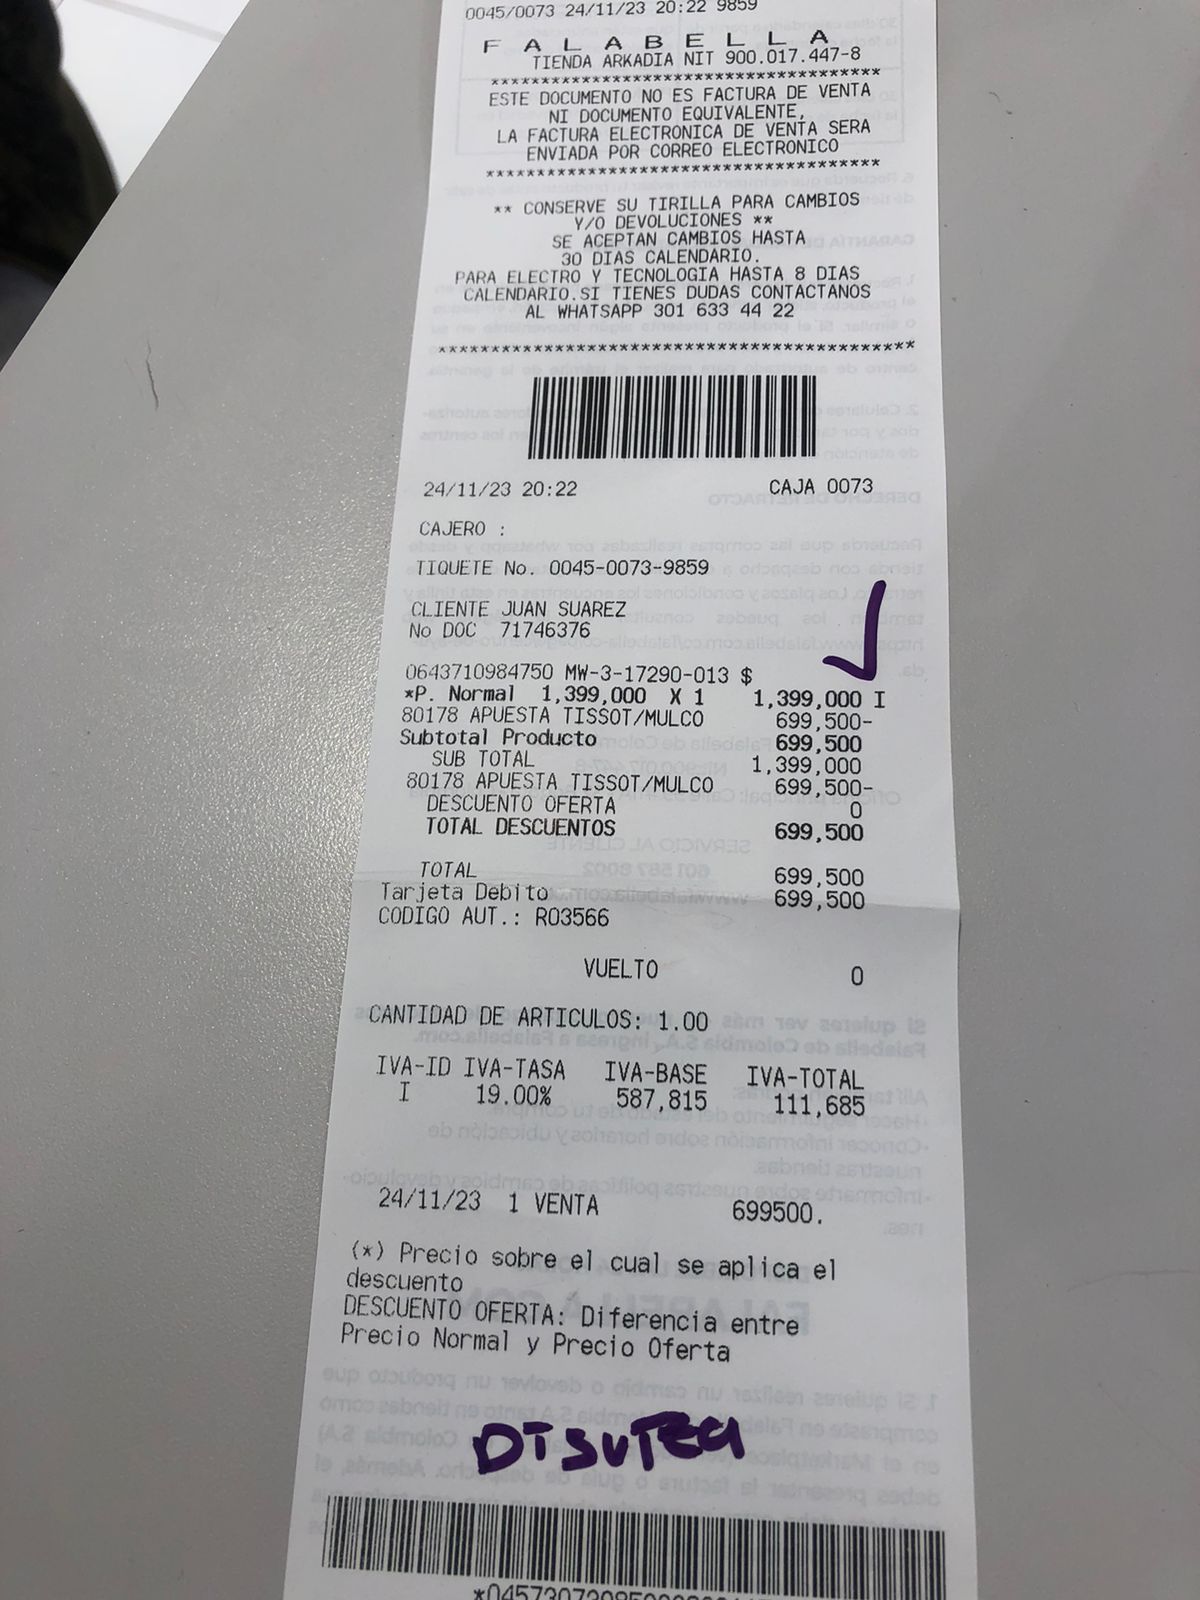 0045/0073 24/11/23 20:22 9859
F A L A B E L L A
TIENDA ARKADIA NIT 900.017.447-8
****************************************
ESTE DOCUMENTO NO ES FACTURA DE VENTA
NI DOCUMENTO EQUIVALENTE,
LA FACTURA ELECTRONICA DE VENTA SERA
ENVIADA POR CORREO ELECTRONICO
****************************************
** CONSERVE SU TIRILLA PARA CAMBIOS
Y/O DEVOLUCIONES **
SE ACEPTAN CAMBIOS HASTA
30 DIAS CALENDARIO.
PARA ELECTRO Y TECNOLOGIA HASTA 8 DIAS
CALENDARIO.SI TIENES DUDAS CONTACTANOS
AL WHATSAPP 301 633 44 22
****************************************
24/11/23 20:22 CAJA 0073
CAJERO :
TIQUETE No. 0045-0073-9859
CLIENTE JUAN SUAREZ
No DOC 71746376
0643710984750 MW-3-17290-013 $
*P. Normal 1,399,000 X 1 1,399,000 I
80178 APUESTA TISSOT/MULCO 699,500-
Subtotal Producto 699,500
SUB TOTAL 1,399,000
80178 APUESTA TISSOT/MULCO 699,500-
DESCUENTO OFERTA 0
TOTAL DESCUENTOS 699,500
TOTAL 699,500
Tarjeta Debito 699,500
CODIGO AUT.: R03566
VUELTO 0
CANTIDAD DE ARTICULOS: 1.00
IVA-ID IVA-TASA IVA-BASE IVA-TOTAL
I 19.00% 587,815 111,685
24/11/23 1 VENTA 699500.
(*) Precio sobre el cual se aplica el
descuento
DESCUENTO OFERTA: Diferencia entre
Precio Normal y Precio Oferta